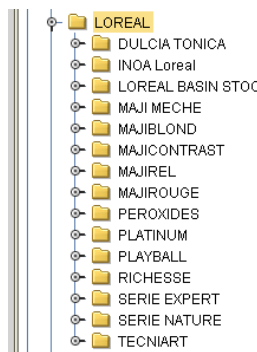 LOREAL
DULCIA TONICA
INOA Loreal
LOREAL BASIN STOC
MAJI MECHE
MAJIBLOND
MAJICONTRAST
MAJIREL
MAJIROUGE
PEROXIDES
PLATINUM
PLAYBALL
RICHESSE
SERIE EXPERT
SERIE NATURE
TECNIART